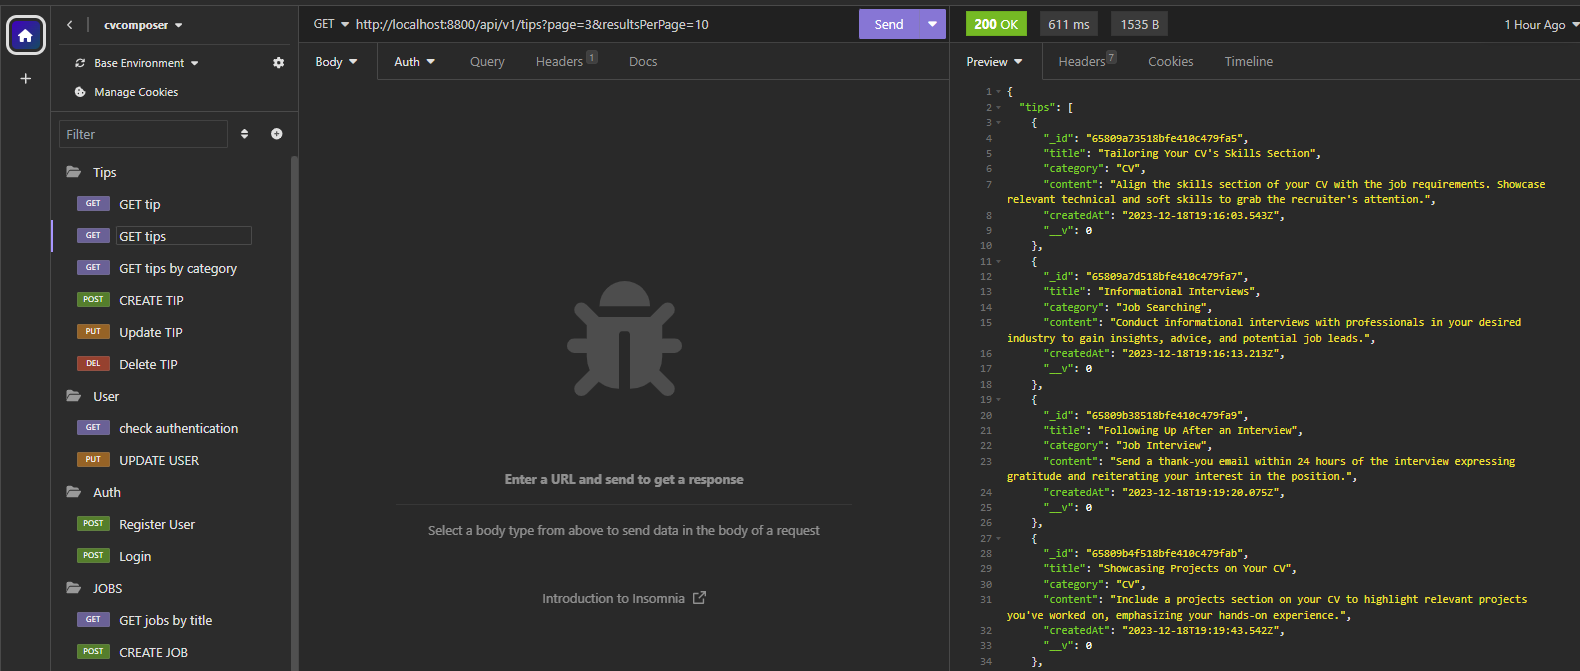 cvcomposer
Base Environment
Manage Cookies
Filter
Tips
GET GET tip
GET GET tips
GET GET tips by category
POST CREATE TIP
PUT Update TIP
DEL Delete TIP
User
GET check authentication
PUT UPDATE USER
Auth
POST Register User
POST Login
JOBS
GET GET jobs by title
POST CREATE JOB
GET http://localhost:8800/api/v1/tips?page=3&resultsPerPage=10 Send
Body Auth Query Headers 1 Docs
Enter a URL and send to get a response
Select a body type from above to send data in the body of a request
Introduction to Insomnia
200 OK 611 ms 1535 B 1 Hour Ago
Preview Headers 7 Cookies Timeline
1 {
2 "tips": [
3 {
4 "_id": "65809a73518bfe410c479fa5",
5 "title": "Tailoring Your CV's Skills Section",
6 "category": "CV",
7 "content": "Align the skills section of your CV with the job requirements. Showcase
relevant technical and soft skills to grab the recruiter's attention.",
8 "createdAt": "2023-12-18T19:16:03.543Z",
9 "__v": 0
10 },
11 {
12 "_id": "65809a7d518bfe410c479fa7",
13 "title": "Informational Interviews",
14 "category": "Job Searching",
15 "content": "Conduct informational interviews with professionals in your desired
industry to gain insights, advice, and potential job leads.",
16 "createdAt": "2023-12-18T19:16:13.213Z",
17 "__v": 0
18 },
19 {
20 "_id": "65809b38518bfe410c479fa9",
21 "title": "Following Up After an Interview",
22 "category": "Job Interview",
23 "content": "Send a thank-you email within 24 hours of the interview expressing
gratitude and reiterating your interest in the position.",
24 "createdAt": "2023-12-18T19:19:20.075Z",
25 "__v": 0
26 },
27 {
28 "_id": "65809b4f518bfe410c479fab",
29 "title": "Showcasing Projects on Your CV",
30 "category": "CV",
31 "content": "Include a projects section on your CV to highlight relevant projects
you've worked on, emphasizing your hands-on experience.",
32 "createdAt": "2023-12-18T19:19:43.542Z",
33 "__v": 0
34 },